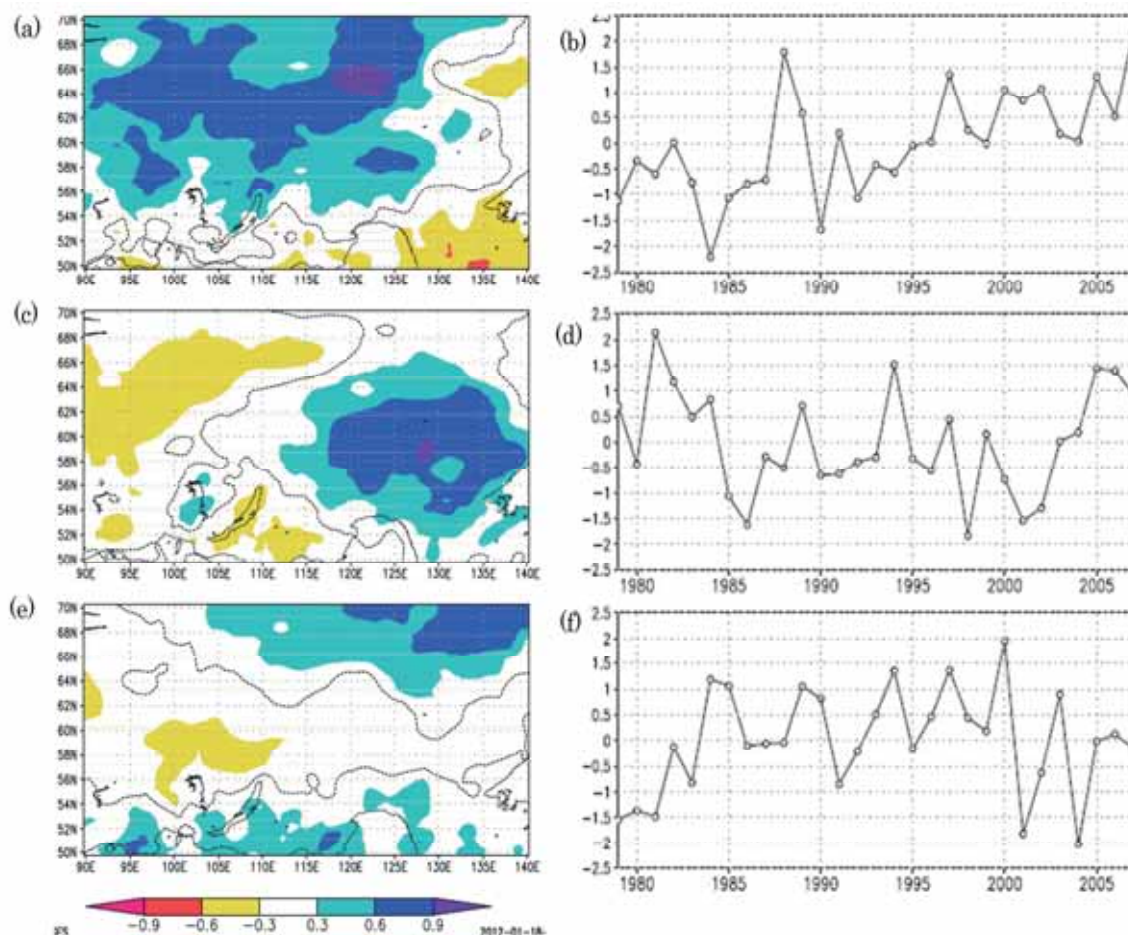 (a)
70N
68N
66N
64N
62N
60N
58N
56N
54N
52N
50N
90E 95E 100E 105E 110E 115E 120E 125E 130E 135E 140E
(b)
2.5
2
1.5
1
0.5
0
-0.5
-1
-1.5
-2
-2.5
1980 1985 1990 1995 2000 2005
(c)
70N
68N
66N
64N
62N
60N
58N
56N
54N
52N
50N
90E 95E 100E 105E 110E 115E 120E 125E 130E 135E 140E
(d)
2.5
2
1.5
1
0.5
0
-0.5
-1
-1.5
-2
-2.5
1980 1985 1990 1995 2000 2005
(e)
70N
68N
66N
64N
62N
60N
58N
56N
54N
52N
50N
90E 95E 100E 105E 110E 115E 120E 125E 130E 135E 140E
(f)
2.5
2
1.5
1
0.5
0
-0.5
-1
-1.5
-2
-2.5
1980 1985 1990 1995 2000 2005
-0.9 -0.6 -0.3 0.3 0.6 0.9